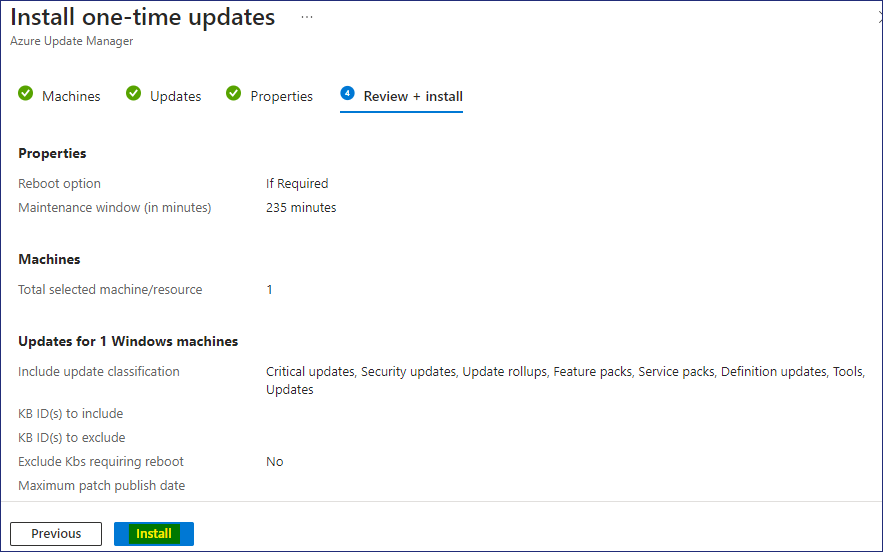 Install one-time updates ...
Azure Update Manager
Machines Updates Properties 4 Review + install
Properties
Reboot option If Required
Maintenance window (in minutes) 235 minutes
Machines
Total selected machine/resource 1
Updates for 1 Windows machines
Include update classification Critical updates, Security updates, Update rollups, Feature packs, Service packs, Definition updates, Tools,
Updates
KB ID(s) to include
KB ID(s) to exclude
Exclude Kbs requiring reboot No
Maximum patch publish date
Previous Install